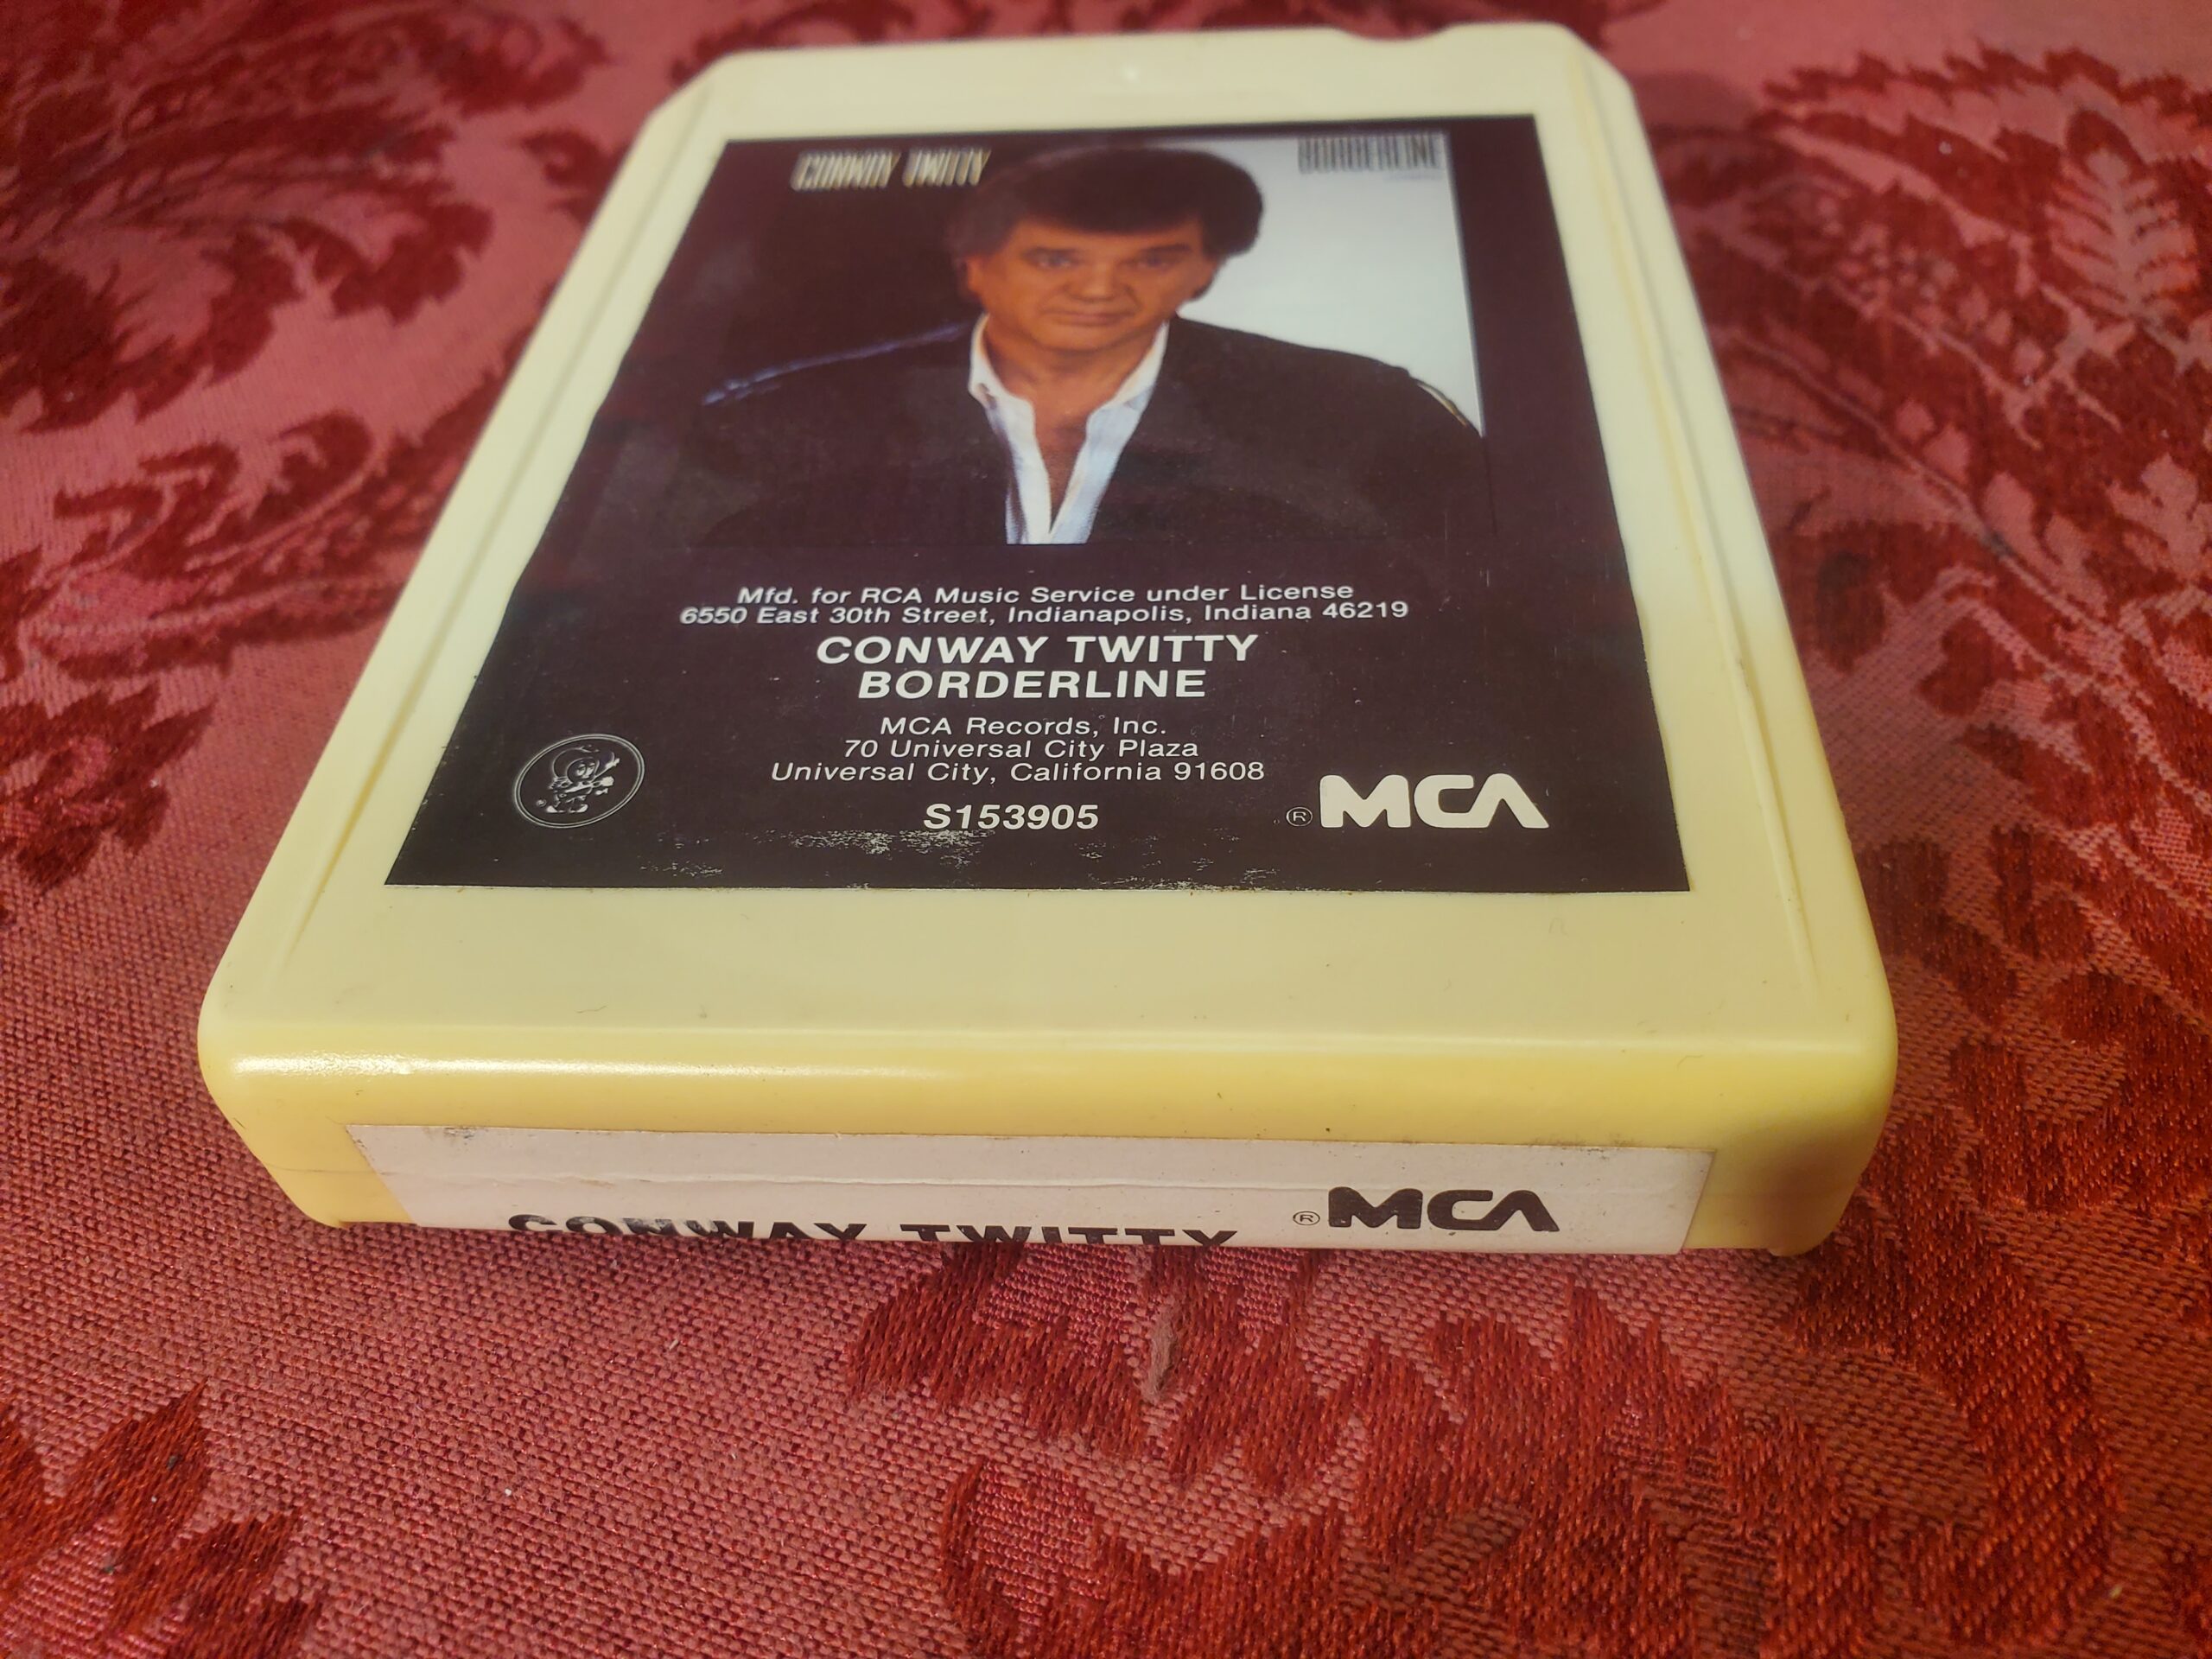 CONWAY TWITTY
BORDERLINE
Mfd. for RCA Music Service under License
6550 East 30th Street, Indianapolis, Indiana 46219
CONWAY TWITTY
BORDERLINE
MCA Records, Inc.
70 Universal City Plaza
Universal City, California 91608
S153905
® MCA
® MCA
CONWAY TWITTY